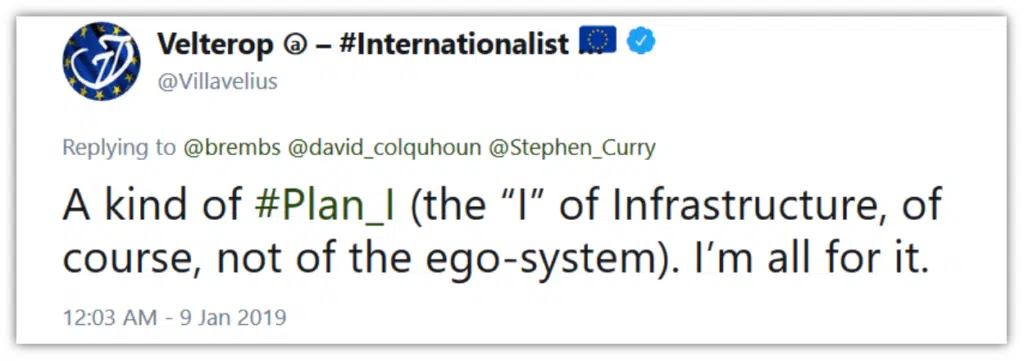 Velterop ⓐ – #Internationalist ...
@Villavelius
Replying to @brembs @david_colquhoun @Stephen_Curry
A kind of #Plan_I (the “I” of Infrastructure, of
course, not of the ego-system). I’m all for it.
12:03 AM - 9 Jan 2019